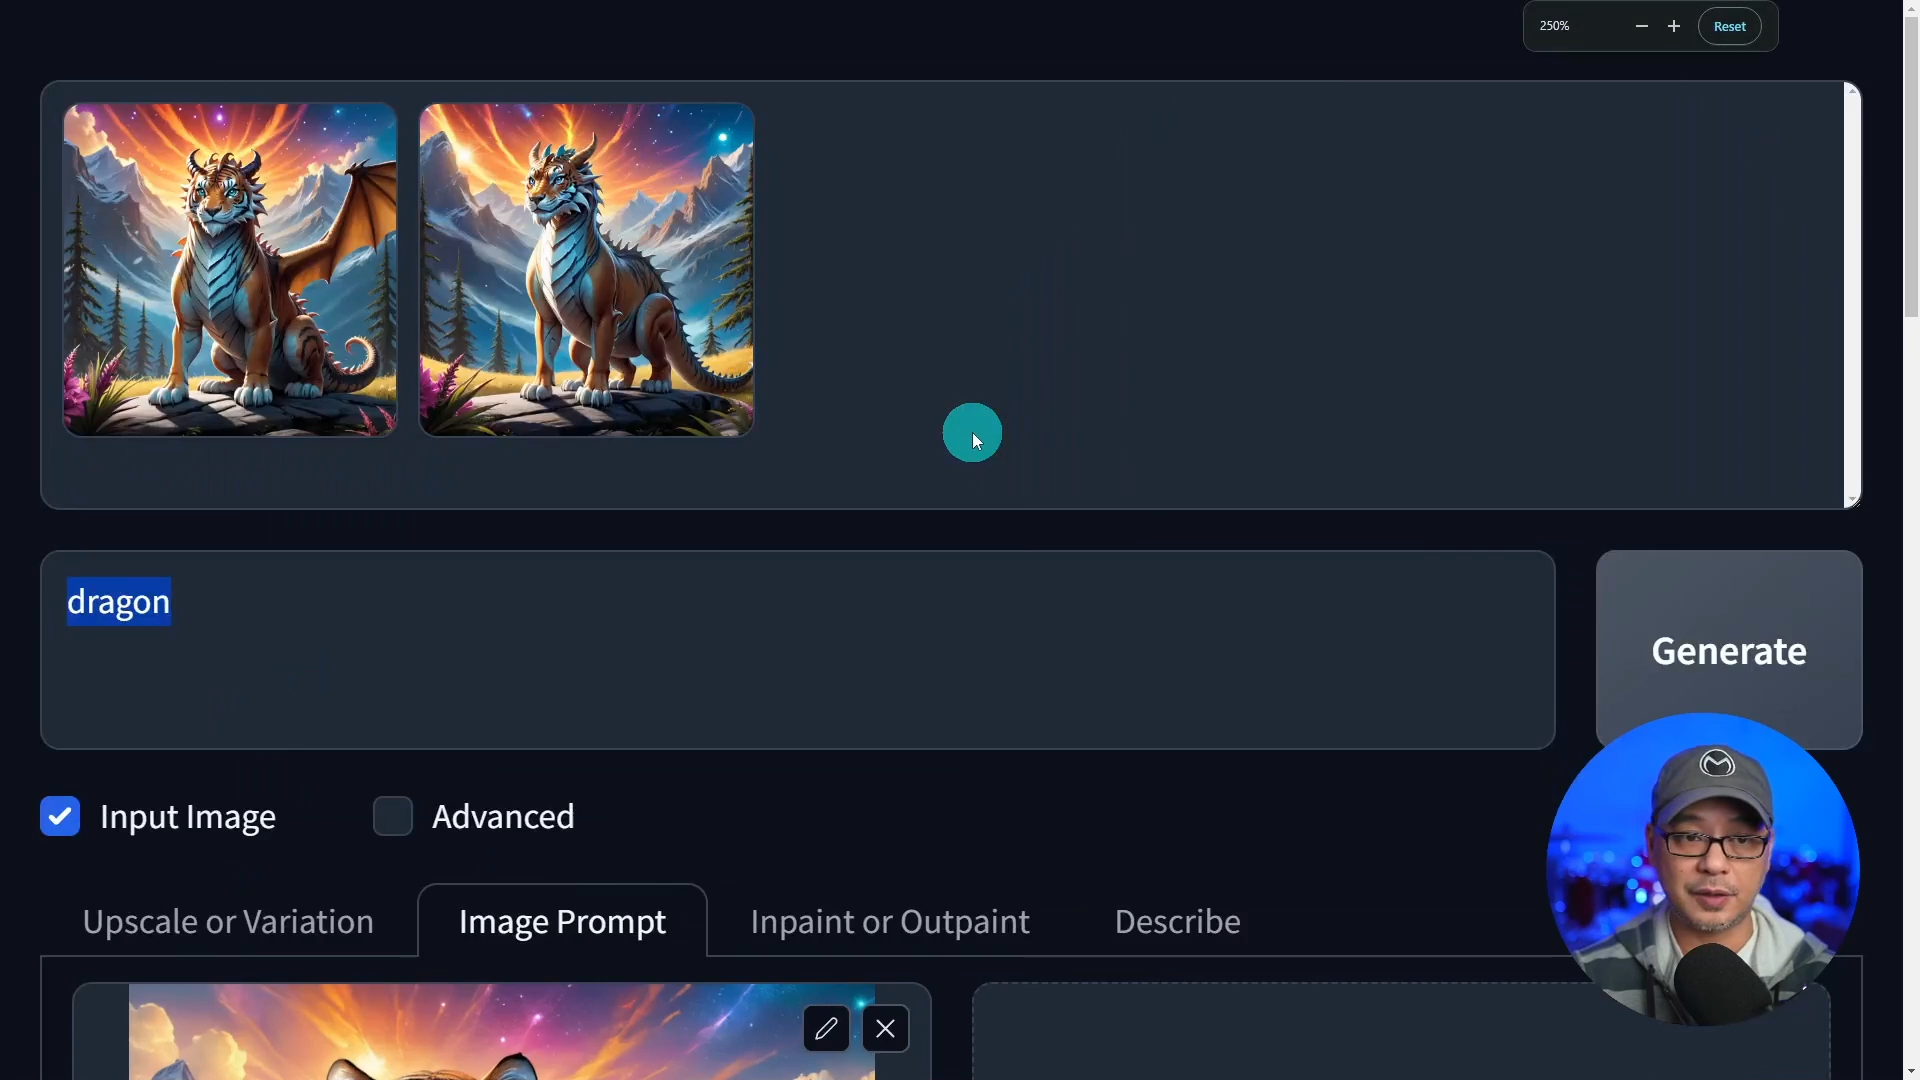 250%
Reset
dragon
Generate
Input Image
Advanced
Upscale or Variation
Image Prompt
Inpaint or Outpaint
Describe